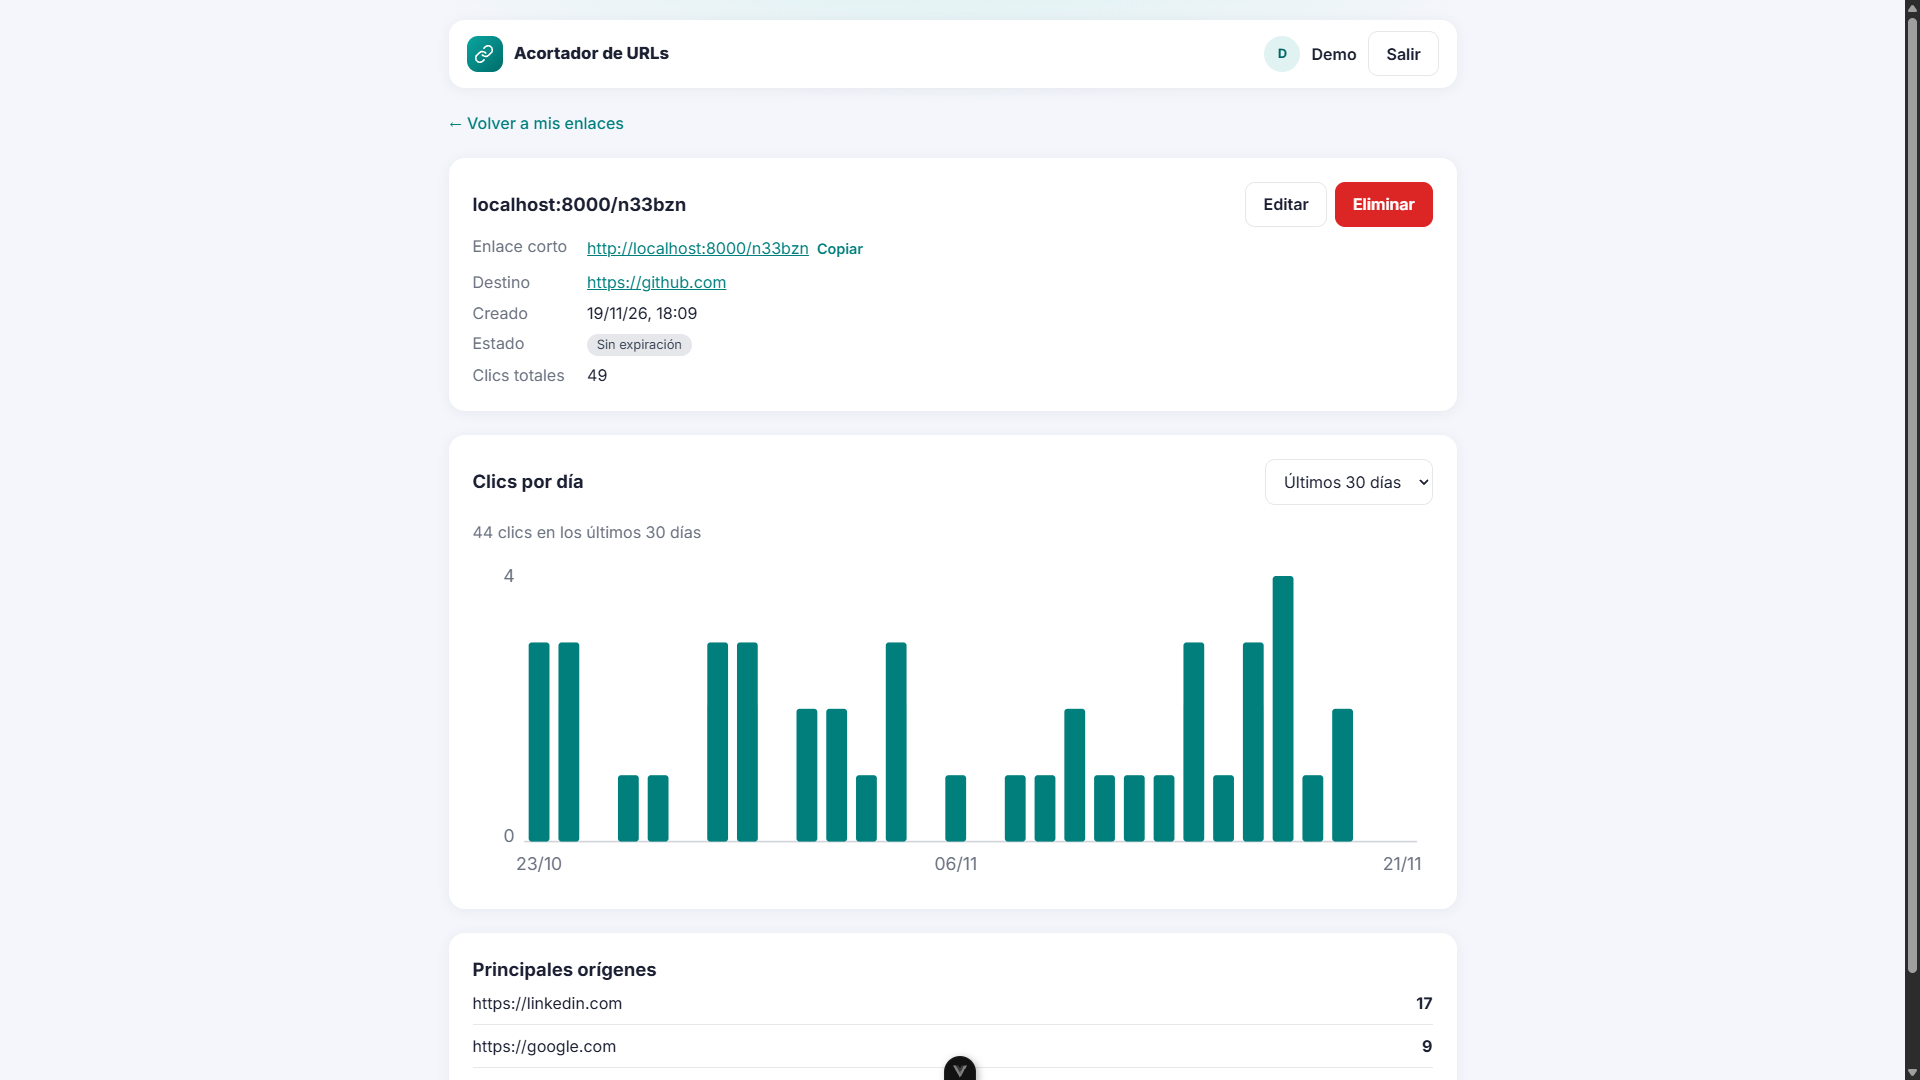 Acortador de URLs
D Demo Salir
← Volver a mis enlaces
localhost:8000/n33bzn
Editar Eliminar
Enlace corto http://localhost:8000/n33bzn Copiar
Destino https://github.com
Creado 19/11/26, 18:09
Estado Sin expiración
Clics totales 49
Clics por día
Últimos 30 días
44 clics en los últimos 30 días
4
0
23/10 06/11 21/11
Principales orígenes
https://linkedin.com 17
https://google.com 9